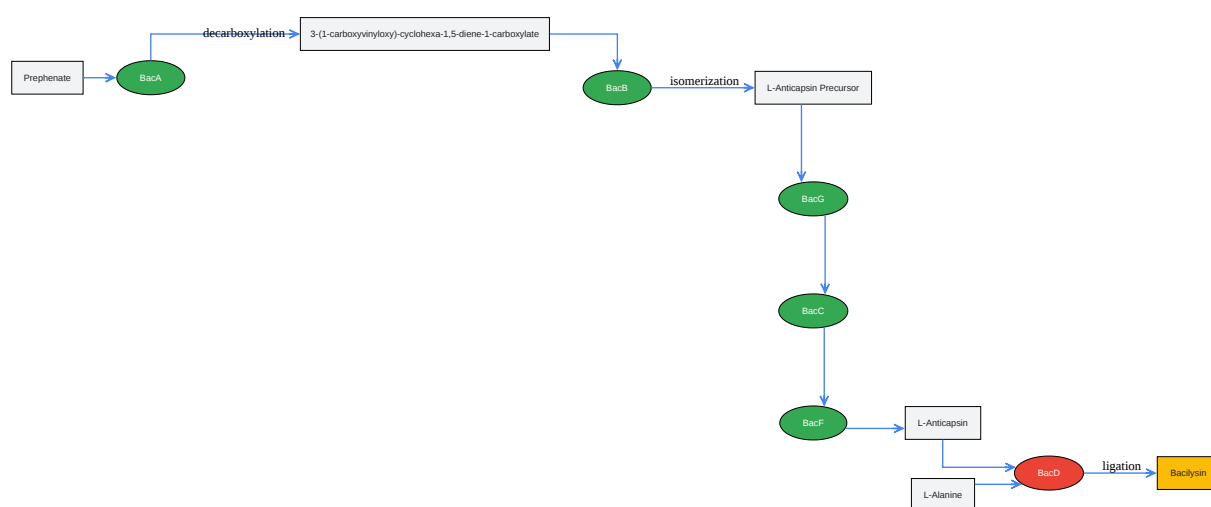 Prephenate
BacA
decarboxylation
3-(1-carboxyvinyloxy)-cyclohexa-1,5-diene-1-carboxylate
BacB
isomerization
L-Anticapsin Precursor
BacG
BacC
BacF
L-Anticapsin
L-Alanine
BacD
ligation
Bacilysin